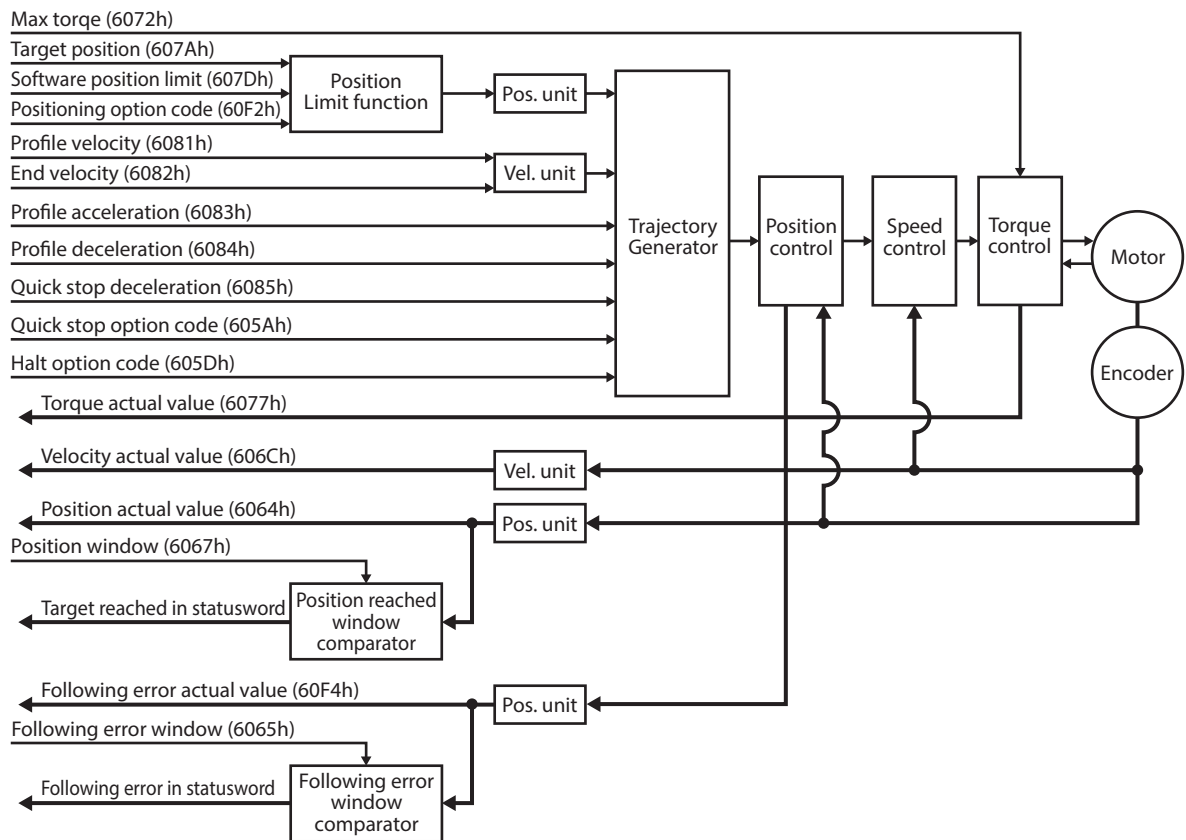 Max torqe (6072h)
Target position (607Ah)
Software position limit (607Dh)
Positioning option code (60F2h)
Position
Limit function
Pos. unit
Profile velocity (6081h)
End velocity (6082h)
Vel. unit
Profile acceleration (6083h)
Profile deceleration (6084h)
Quick stop deceleration (6085h)
Quick stop option code (605Ah)
Halt option code (605Dh)
Trajectory
Generator
Position
control
Speed
control
Torque
control
Motor
Encoder
Torque actual value (6077h)
Velocity actual value (606Ch)
Vel. unit
Position actual value (6064h)
Pos. unit
Position window (6067h)
Target reached in statusword
Position reached
window
comparator
Following error actual value (60F4h)
Pos. unit
Following error window (6065h)
Following error in statusword
Following error
window
comparator